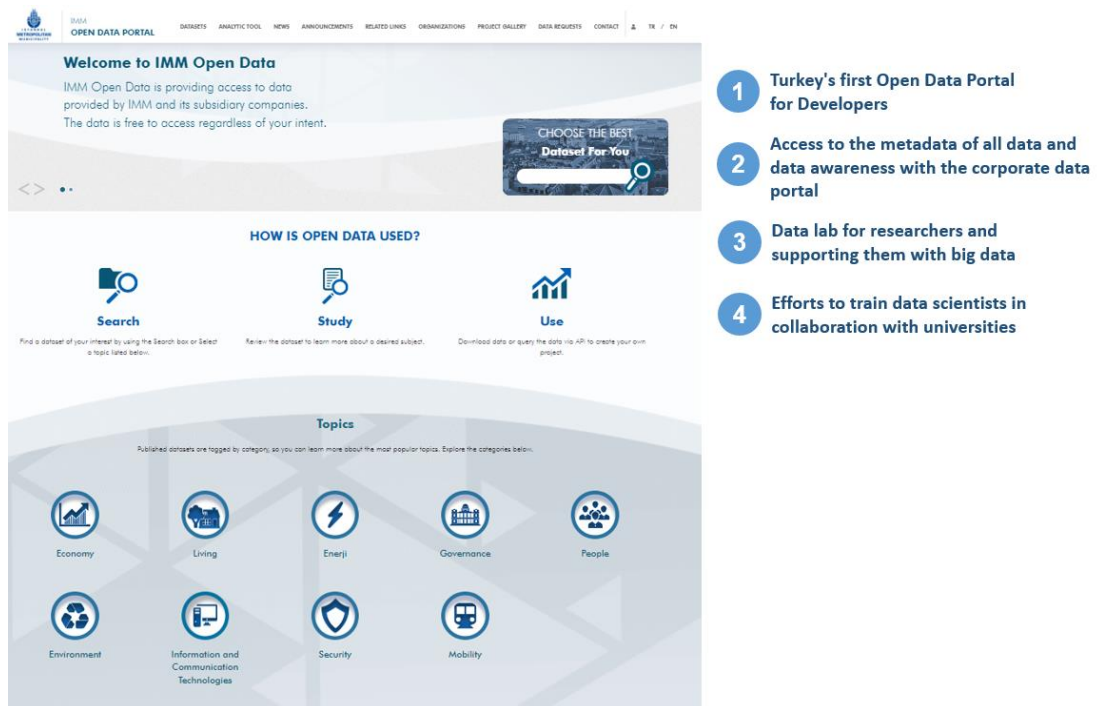 ISTANBUL
METROPOLITAN
MUNICIPALITY
IMM
OPEN DATA PORTAL
DATASETS ANALYTIC TOOL NEWS ANNOUNCEMENTS RELATED LINKS ORGANIZATIONS PROJECT GALLERY DATA REQUESTS CONTACT TR / EN
Welcome to IMM Open Data
IMM Open Data is providing access to data
provided by IMM and its subsidiary companies.
The data is free to access regardless of your intent.
CHOOSE THE BEST
Dataset For You
< >
HOW IS OPEN DATA USED?
Search
Find a dataset of your interest by using the Search box or Select
a topic listed below.
Study
Review the dataset to learn more about a desired subject.
Use
Download data or query the data via API to create your own
project.
Topics
Published datasets are tagged by category, so you can learn more about the most popular topics. Explore the categories below.
Economy
Living
Enerji
Governance
People
Environment
Information and
Communication
Technologies
Security
Mobility
1 Turkey's first Open Data Portal
for Developers
2 Access to the metadata of all data and
data awareness with the corporate data
portal
3 Data lab for researchers and
supporting them with big data
4 Efforts to train data scientists in
collaboration with universities